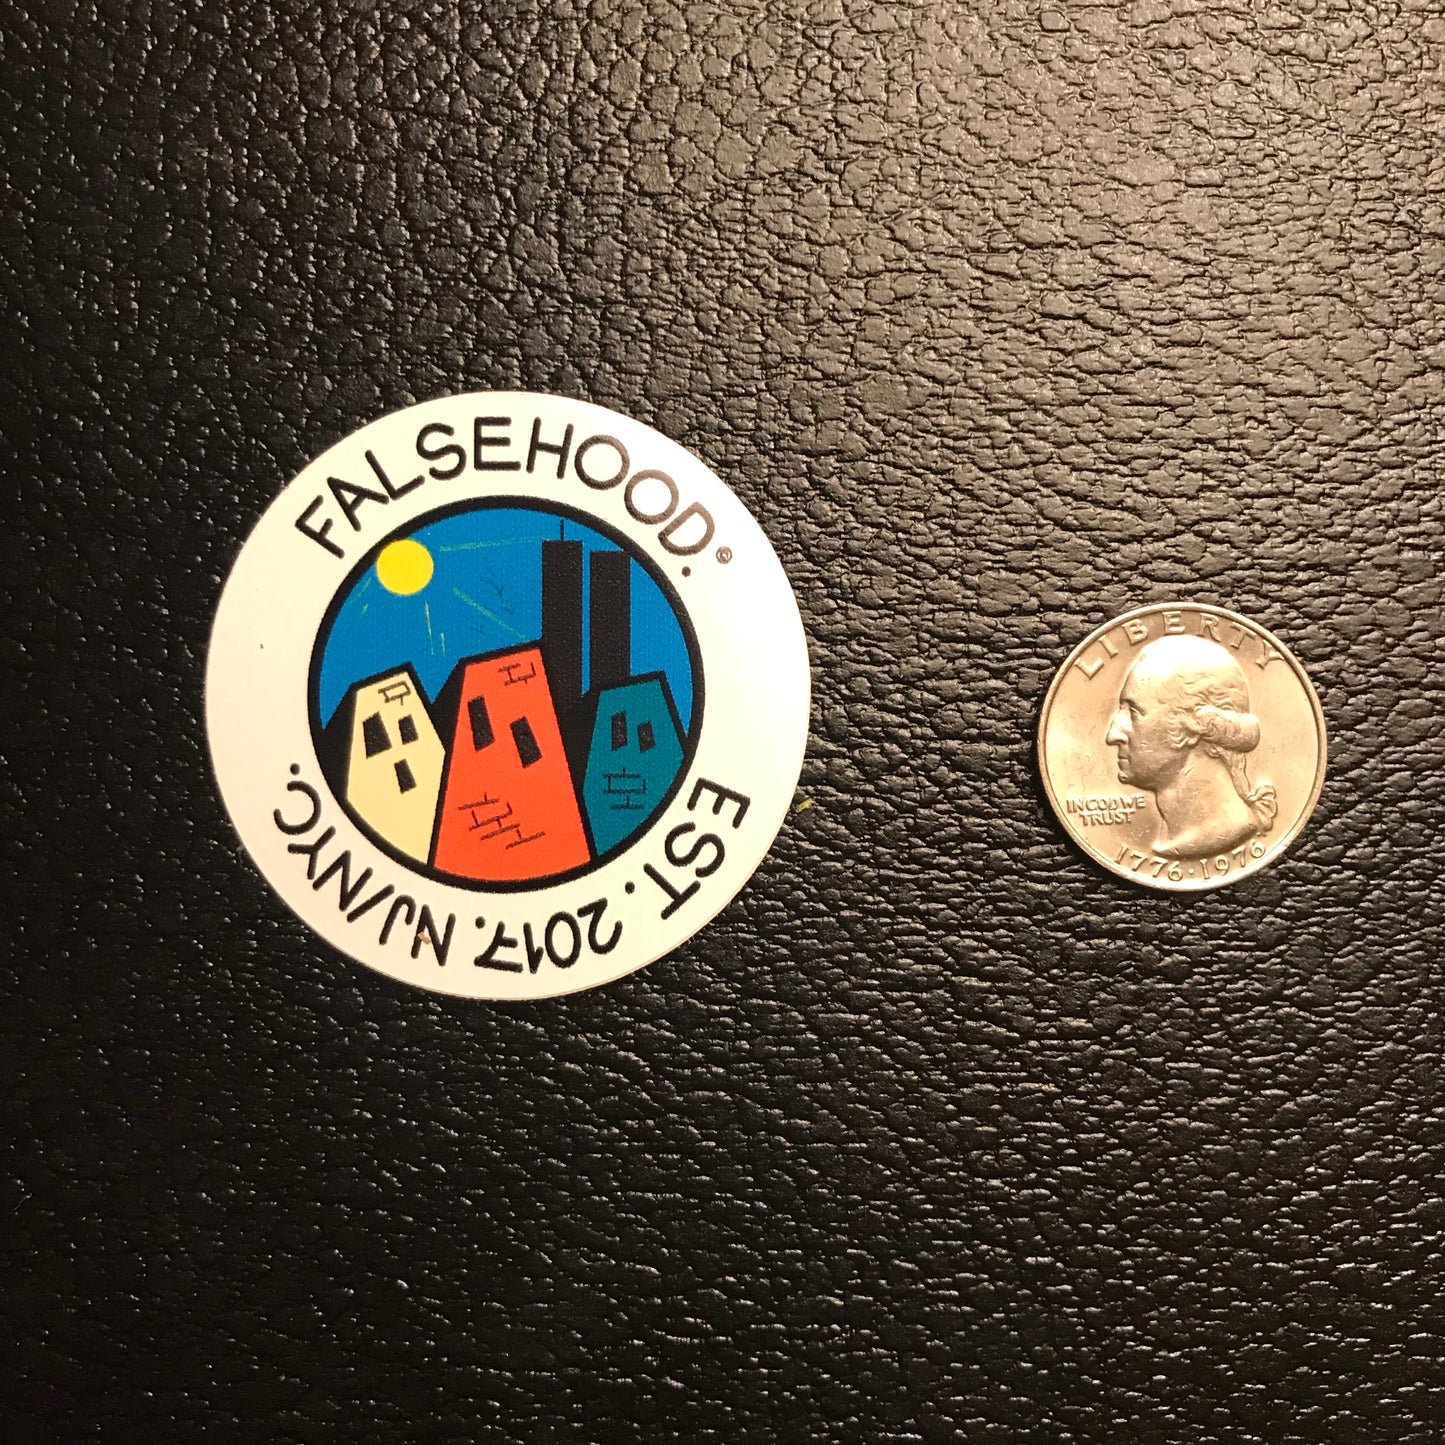 FALSEHOOD.®
EST. 2017. NJ/NYC.
LIBERTY
IN GOD WE
TRUST
1776·1976